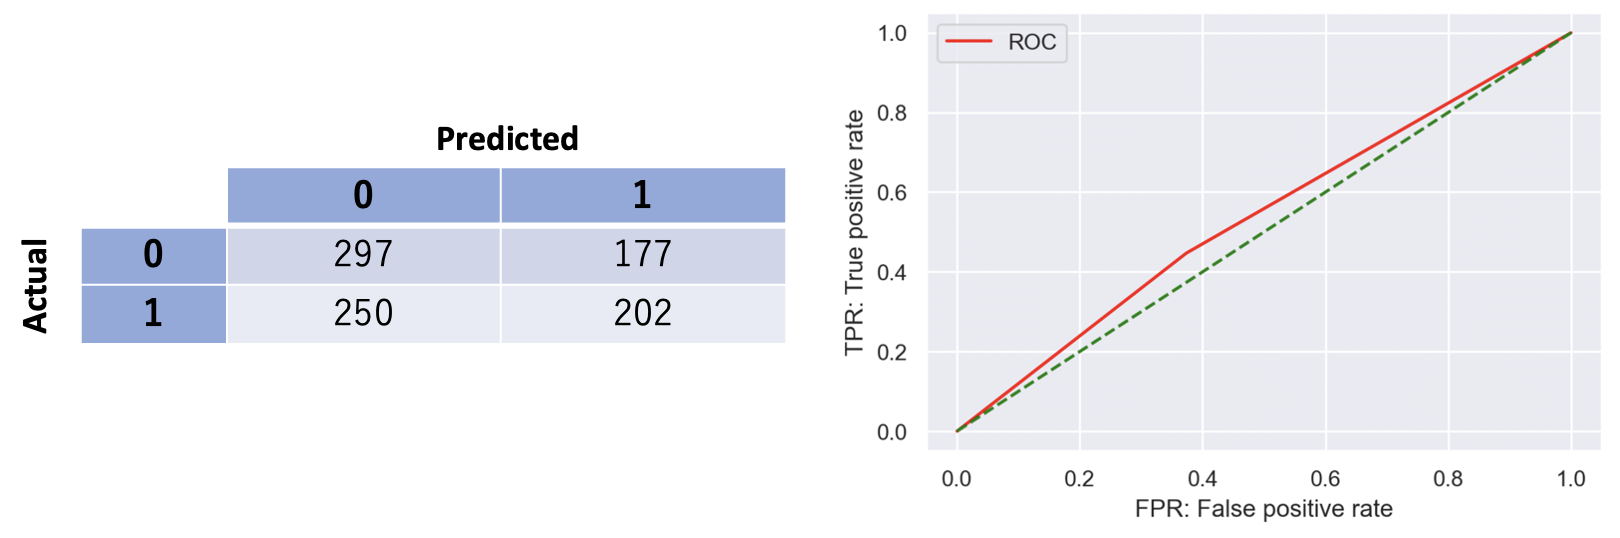 Predicted
0 1
Actual
0 297 177
1 250 202
ROC
TPR: True positive rate
1.0
0.8
0.6
0.4
0.2
0.0
0.0 0.2 0.4 0.6 0.8 1.0
FPR: False positive rate